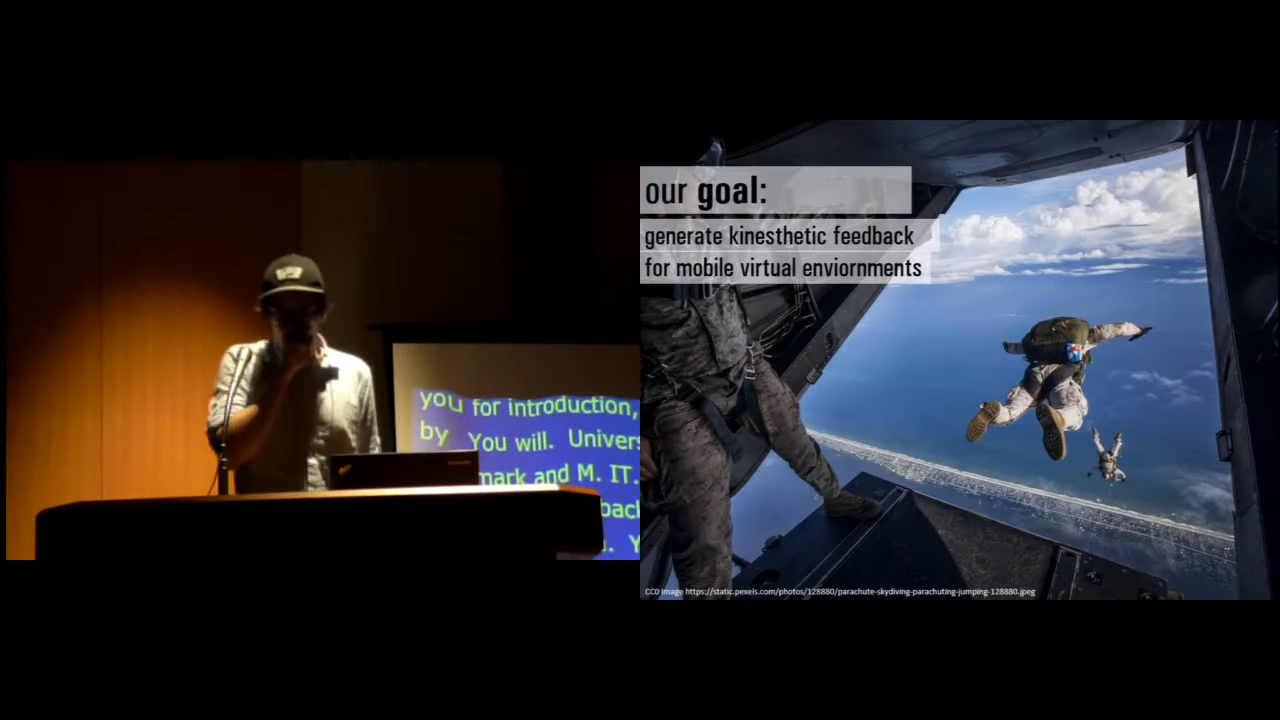 you for introduction,
by You will. Univers
mark and M. IT.
back
. Y
our goal:
generate kinesthetic feedback
for mobile virtual enviornments
CC0 Image https://static.pexels.com/photos/128880/parachute-skydiving-parachuting-jumping-128880.jpeg